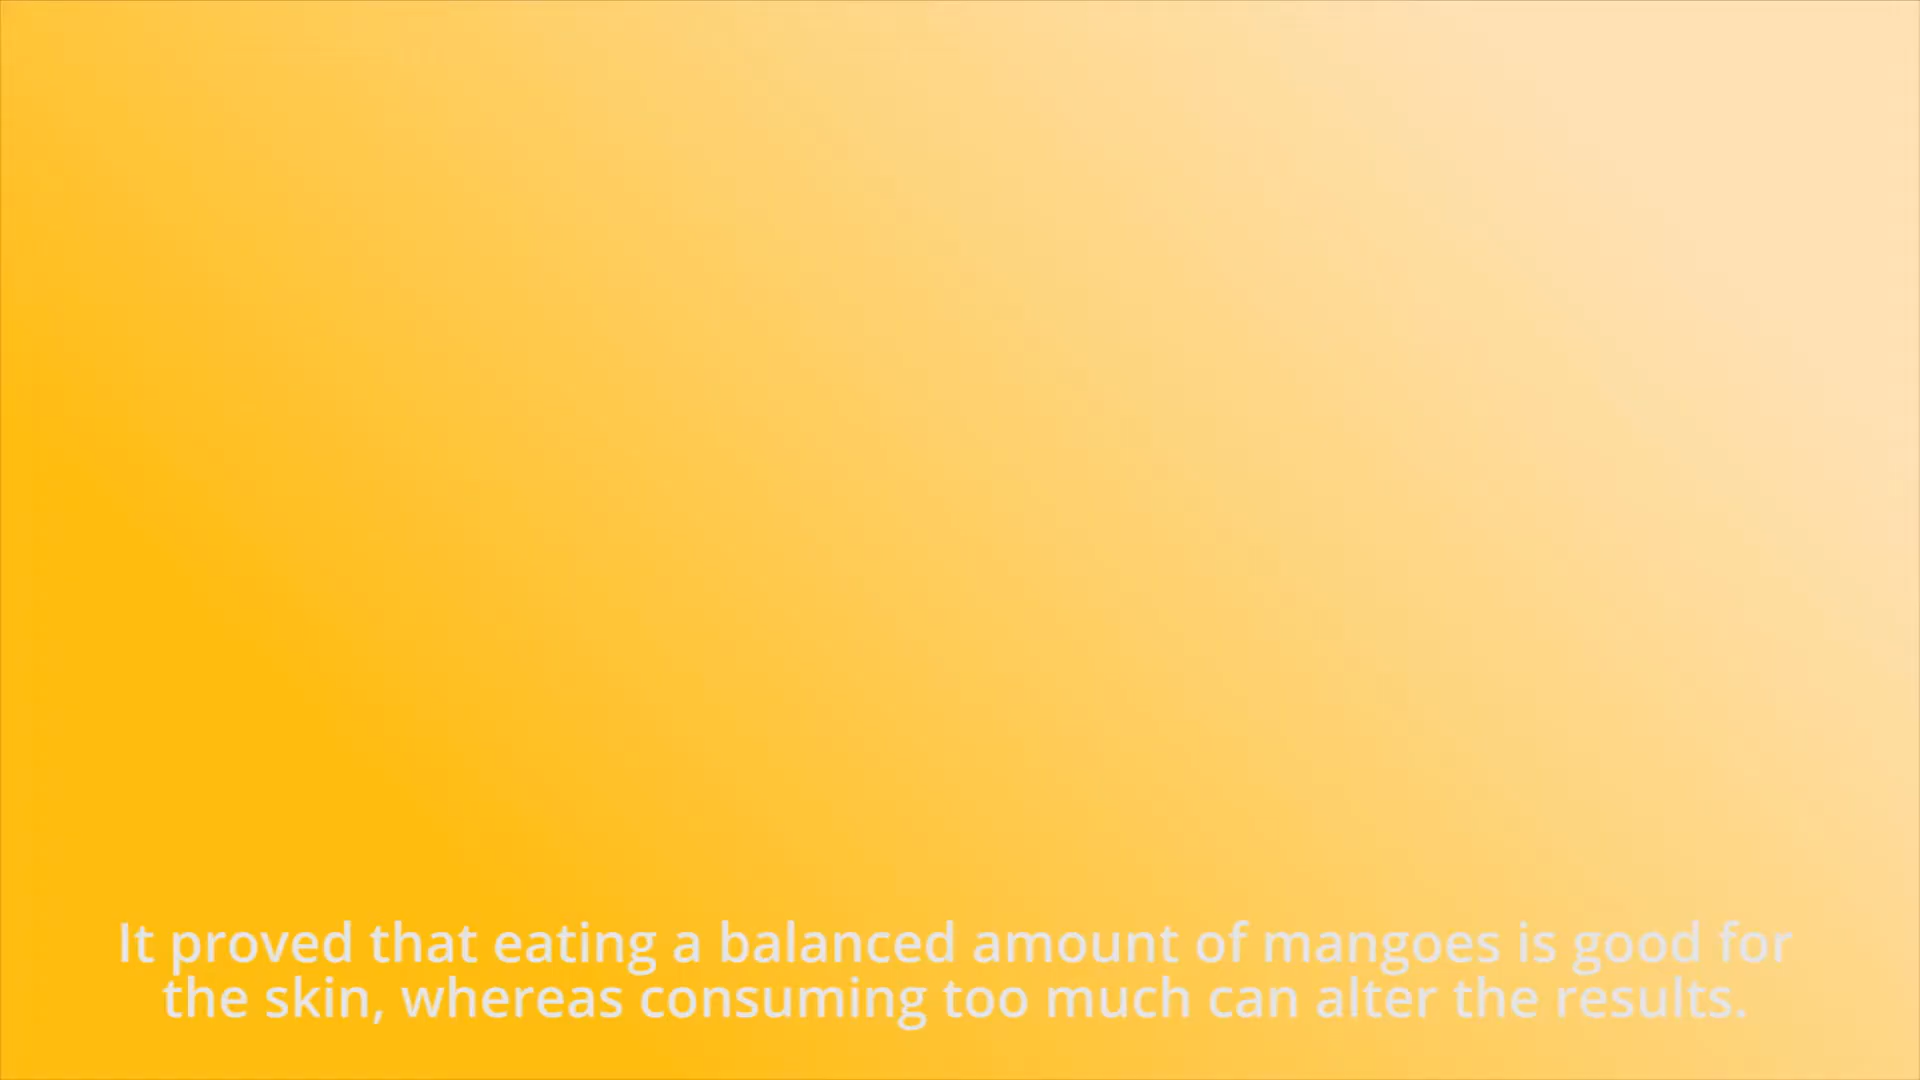 It proved that eating a balanced amount of mangoes is good for
the skin, whereas consuming too much can alter the results.